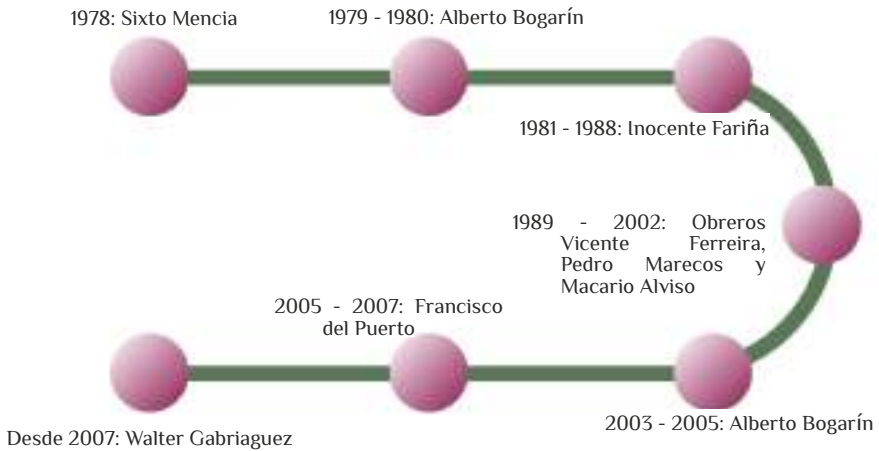 1978: Sixto Mencia
1979 - 1980: Alberto Bogarín
1981 - 1988: Inocente Fariña
1989 - 2002: Obreros
Vicente Ferreira,
Pedro Marecos y
Macario Alviso
2003 - 2005: Alberto Bogarín
2005 - 2007: Francisco
del Puerto
Desde 2007: Walter Gabriaguez